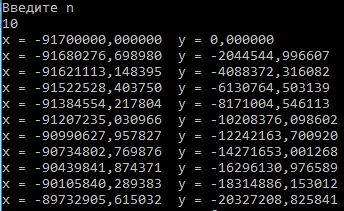 Введите n
10
x = -91700000,000000  y = 0,000000
x = -91680276,698980  y = -2044544,996607
x = -91621113,148395  y = -4088372,316082
x = -91522528,403750  y = -6130764,503139
x = -91384554,217804  y = -8171004,546113
x = -91207235,030966  y = -10208376,098602
x = -90990627,957827  y = -12242163,700920
x = -90734802,769876  y = -14271653,001268
x = -90439841,874371  y = -16296130,976589
x = -90105840,289383  y = -18314886,153012
x = -89732905,615032  y = -20327208,825841